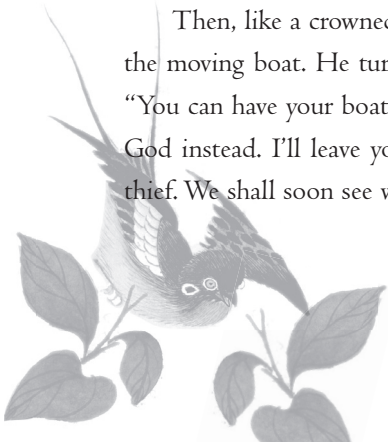 Then, like a crowned
the moving boat. He tur
“You can have your boat
God instead. I’ll leave yo
thief. We shall soon see w